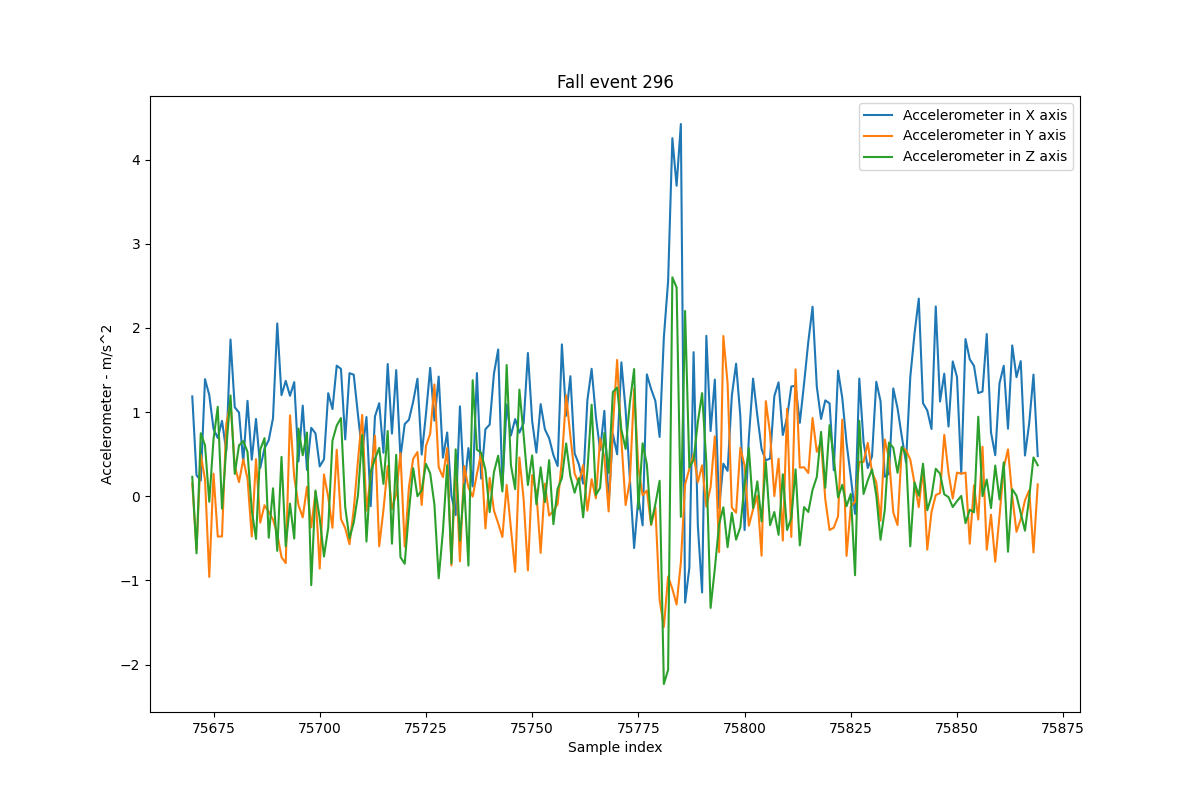 Fall event 296
Accelerometer in X axis
Accelerometer in Y axis
Accelerometer in Z axis
Accelerometer - m/s^2
4
3
2
1
0
−1
−2
75675 75700 75725 75750 75775 75800 75825 75850 75875
Sample index